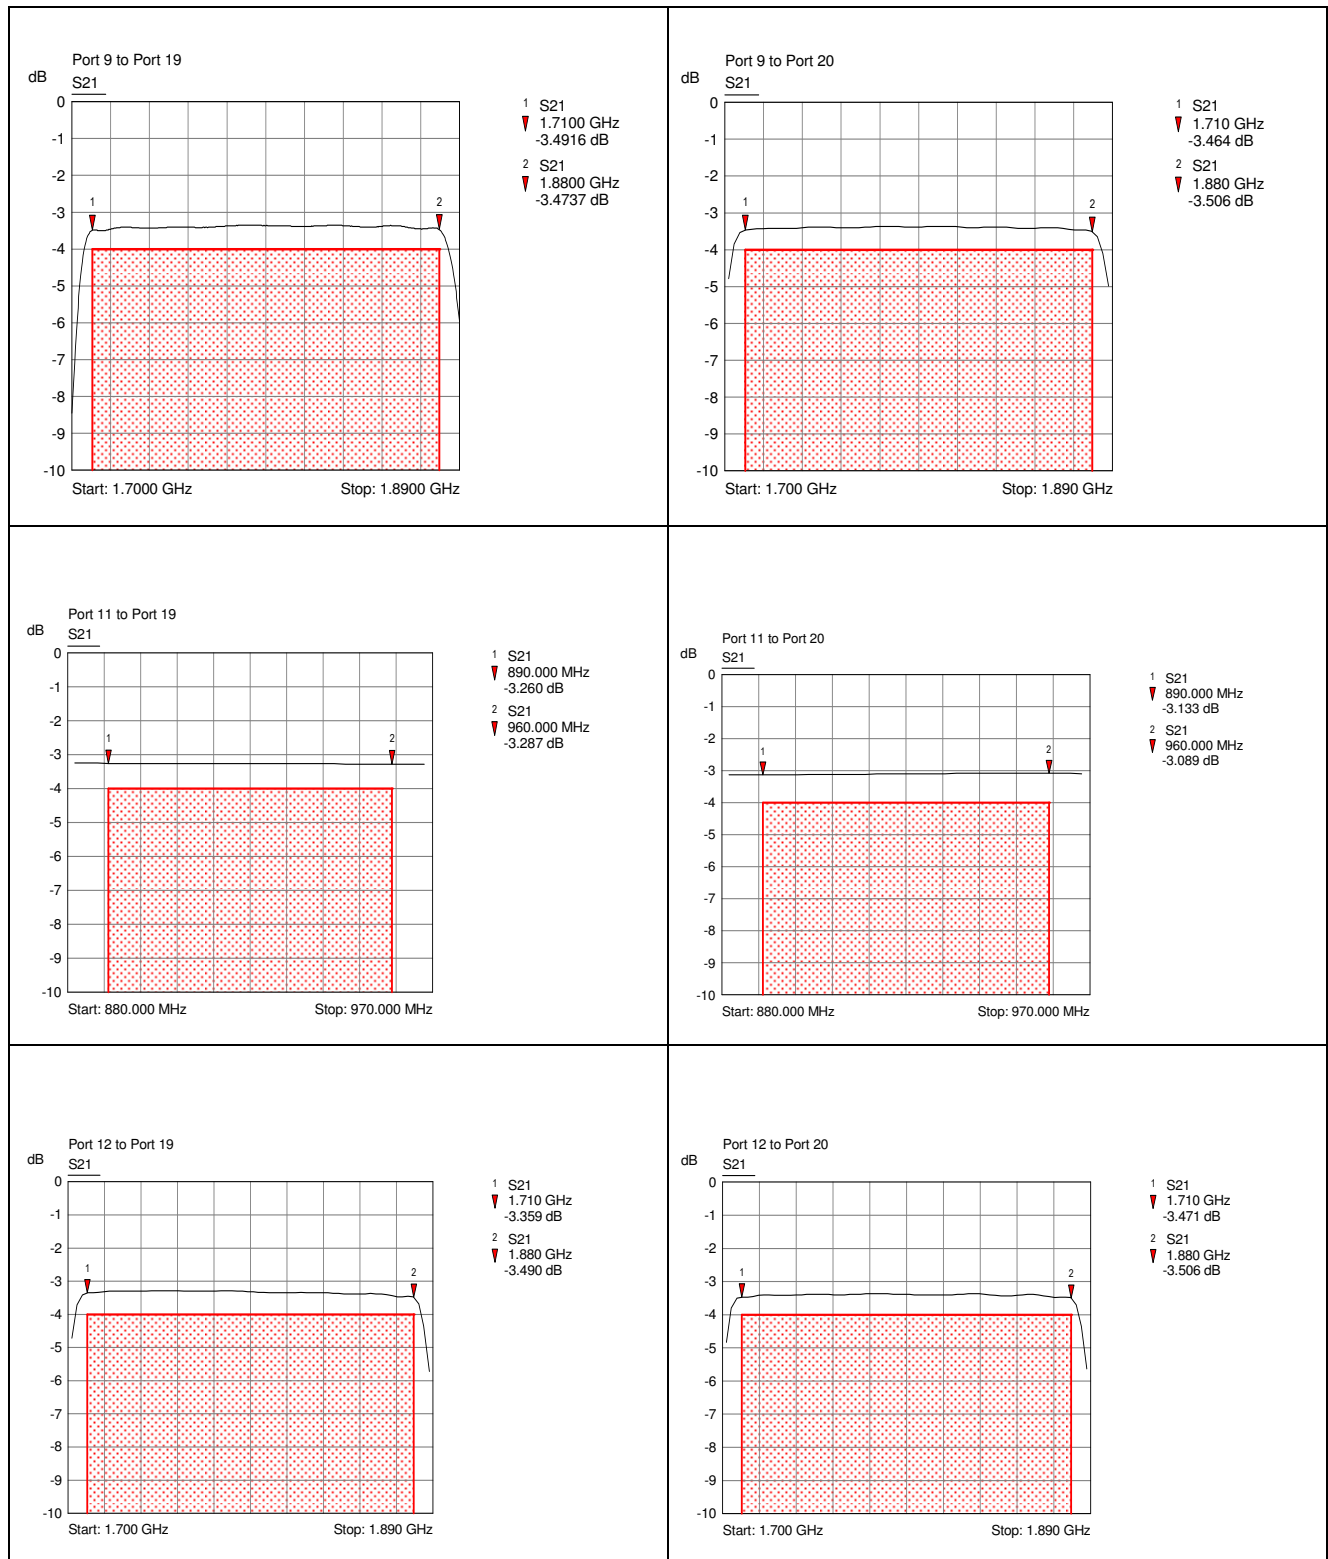 Port 9 to Port 19
dB
S21
0
-1
-2
-3
-4
-5
-6
-7
-8
-9
-10
1
2
Start: 1.7000 GHz
Stop: 1.8900 GHz
1 S21
1.7100 GHz
-3.4916 dB
2 S21
1.8800 GHz
-3.4737 dB
Port 9 to Port 20
dB
S21
0
-1
-2
-3
-4
-5
-6
-7
-8
-9
-10
1
2
Start: 1.700 GHz
Stop: 1.890 GHz
1 S21
1.710 GHz
-3.464 dB
2 S21
1.880 GHz
-3.506 dB
Port 11 to Port 19
dB
S21
0
-1
-2
-3
-4
-5
-6
-7
-8
-9
-10
1
2
Start: 880.000 MHz
Stop: 970.000 MHz
1 S21
890.000 MHz
-3.260 dB
2 S21
960.000 MHz
-3.287 dB
Port 11 to Port 20
dB
S21
0
-1
-2
-3
-4
-5
-6
-7
-8
-9
-10
1
2
Start: 880.000 MHz
Stop: 970.000 MHz
1 S21
890.000 MHz
-3.133 dB
2 S21
960.000 MHz
-3.089 dB
Port 12 to Port 19
dB
S21
0
-1
-2
-3
-4
-5
-6
-7
-8
-9
-10
1
2
Start: 1.700 GHz
Stop: 1.890 GHz
1 S21
1.710 GHz
-3.359 dB
2 S21
1.880 GHz
-3.490 dB
Port 12 to Port 20
dB
S21
0
-1
-2
-3
-4
-5
-6
-7
-8
-9
-10
1
2
Start: 1.700 GHz
Stop: 1.890 GHz
1 S21
1.710 GHz
-3.471 dB
2 S21
1.880 GHz
-3.506 dB